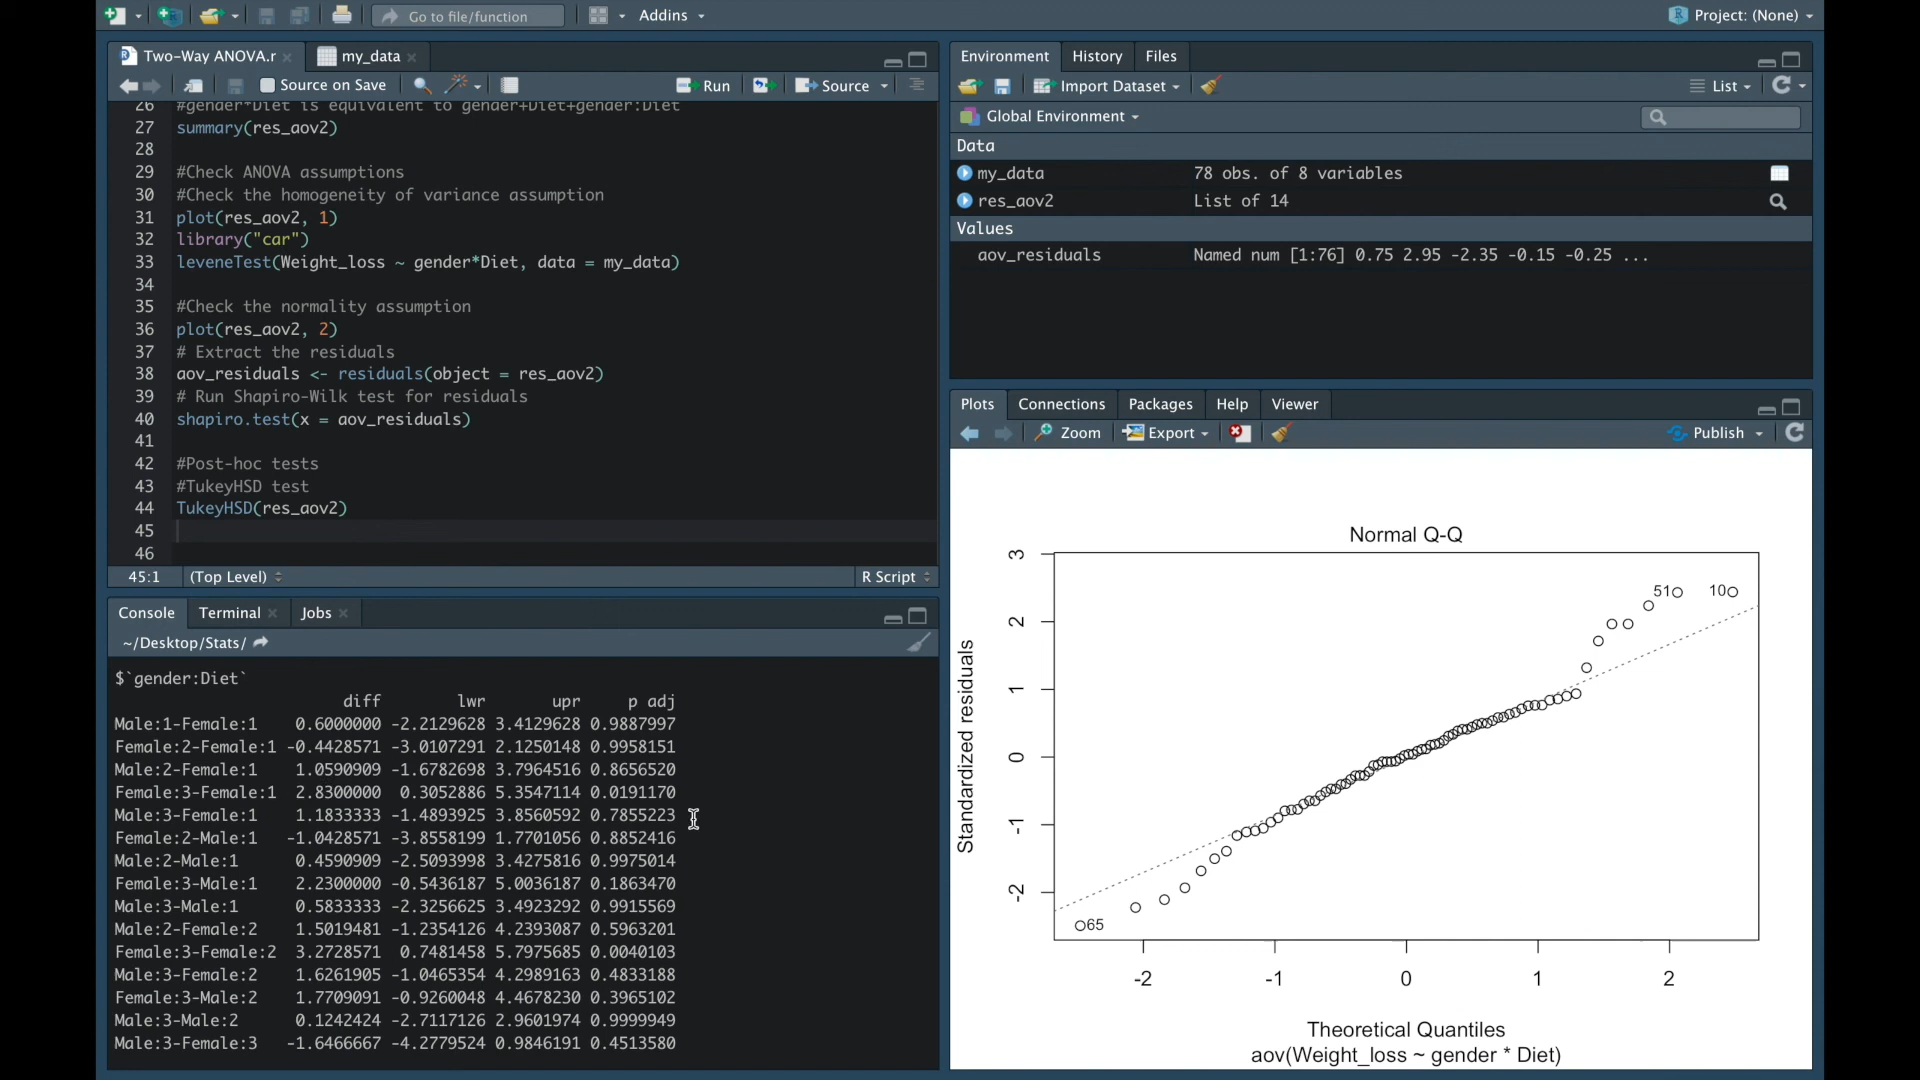 Go to file/function
Addins
Project: (None)
Two-Way ANOVA.r
my_data
Source on Save
Run
Source
26 #gender*Diet is equivalent to gender+Diet+gender:Diet
27 summary(res_aov2)
28
29 #Check ANOVA assumptions
30 #Check the homogeneity of variance assumption
31 plot(res_aov2, 1)
32 library("car")
33 leveneTest(Weight_loss ~ gender*Diet, data = my_data)
34
35 #Check the normality assumption
36 plot(res_aov2, 2)
37 # Extract the residuals
38 aov_residuals <- residuals(object = res_aov2)
39 # Run Shapiro-Wilk test for residuals
40 shapiro.test(x = aov_residuals)
41
42 #Post-hoc tests
43 #TukeyHSD test
44 TukeyHSD(res_aov2)
45
46
45:1 (Top Level) R Script
Console Terminal Jobs
~/Desktop/Stats/
$`gender:Diet`
diff lwr upr p adj
Male:1-Female:1 0.6000000 -2.2129628 3.4129628 0.9887997
Female:2-Female:1 -0.4428571 -3.0107291 2.1250148 0.9958151
Male:2-Female:1 1.0590909 -1.6782698 3.7964516 0.8656520
Female:3-Female:1 2.8300000 0.3052886 5.3547114 0.0191170
Male:3-Female:1 1.1833333 -1.4893925 3.8560592 0.7855223
Female:2-Male:1 -1.0428571 -3.8558199 1.7701056 0.8852416
Male:2-Male:1 0.4590909 -2.5093998 3.4275816 0.9975014
Female:3-Male:1 2.2300000 -0.5436187 5.0036187 0.1863470
Male:3-Male:1 0.5833333 -2.3256625 3.4923292 0.9915569
Male:2-Female:2 1.5019481 -1.2354126 4.2393087 0.5963201
Female:3-Female:2 3.2728571 0.7481458 5.7975685 0.0040103
Male:3-Female:2 1.6261905 -1.0465354 4.2989163 0.4833188
Female:3-Male:2 1.7709091 -0.9260048 4.4678230 0.3965102
Male:3-Male:2 0.1242424 -2.7117126 2.9601974 0.9999949
Male:3-Female:3 -1.6466667 -4.2779524 0.9846191 0.4513580
Environment History Files
Import Dataset
List
Global Environment
Data
my_data 78 obs. of 8 variables
res_aov2 List of 14
Values
aov_residuals Named num [1:76] 0.75 2.95 -2.35 -0.15 -0.25 ...
Plots Connections Packages Help Viewer
Zoom Export Publish
Normal Q-Q
3
2
1
0
-1
-2
Standardized residuals
51
10
65
-2 -1 0 1 2
Theoretical Quantiles
aov(Weight_loss ~ gender * Diet)